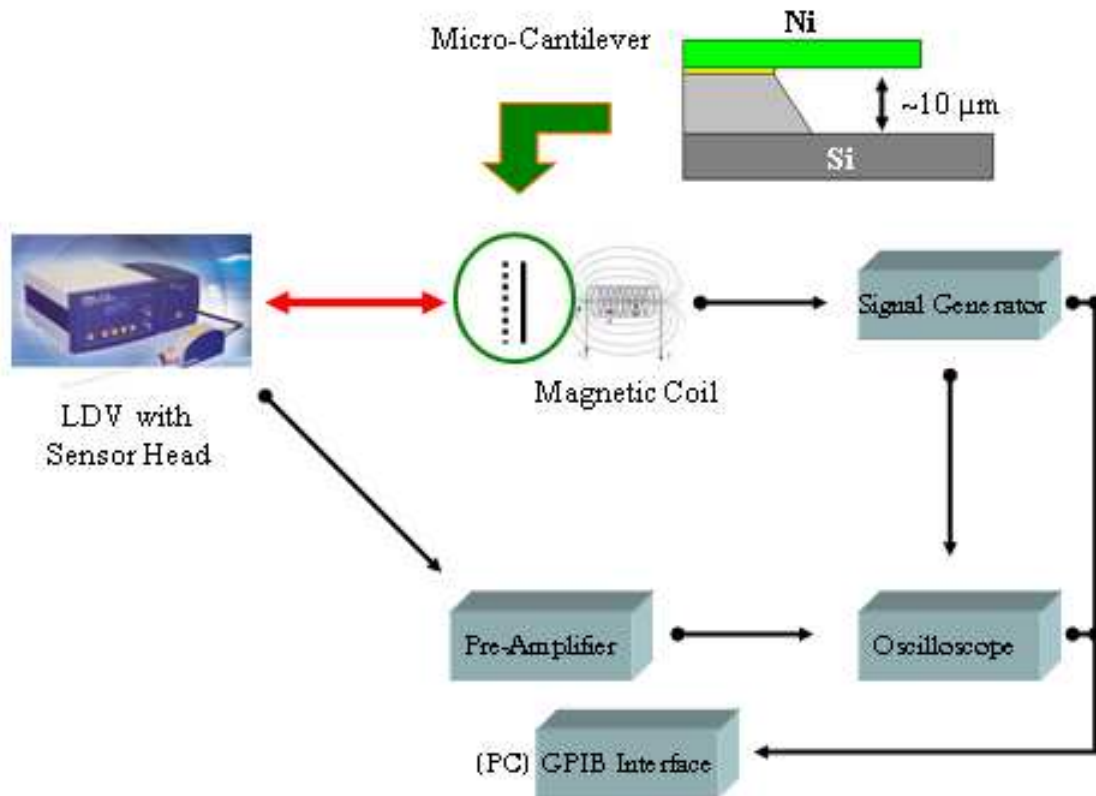 Ni
Micro-Cantilever
~10 μm
Si
Signal Generator
Magnetic Coil
LDV with
Sensor Head
Pre-Amplifier
Oscilloscope
(PC) GPIB Interface